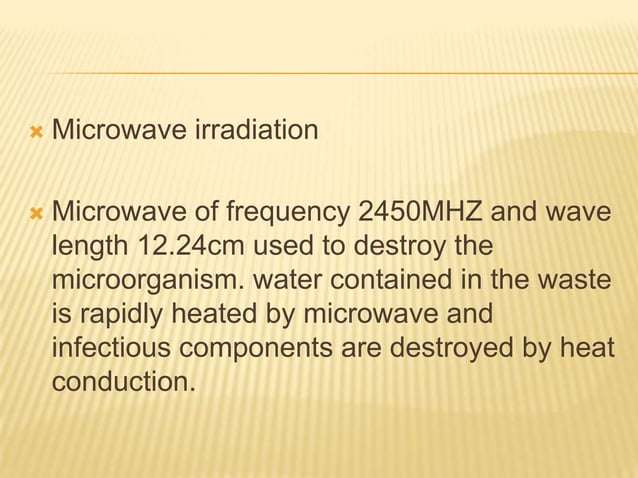 Microwave irradiation
Microwave of frequency 2450MHZ and wave
length 12.24cm used to destroy the
microorganism. water contained in the waste
is rapidly heated by microwave and
infectious components are destroyed by heat
conduction.